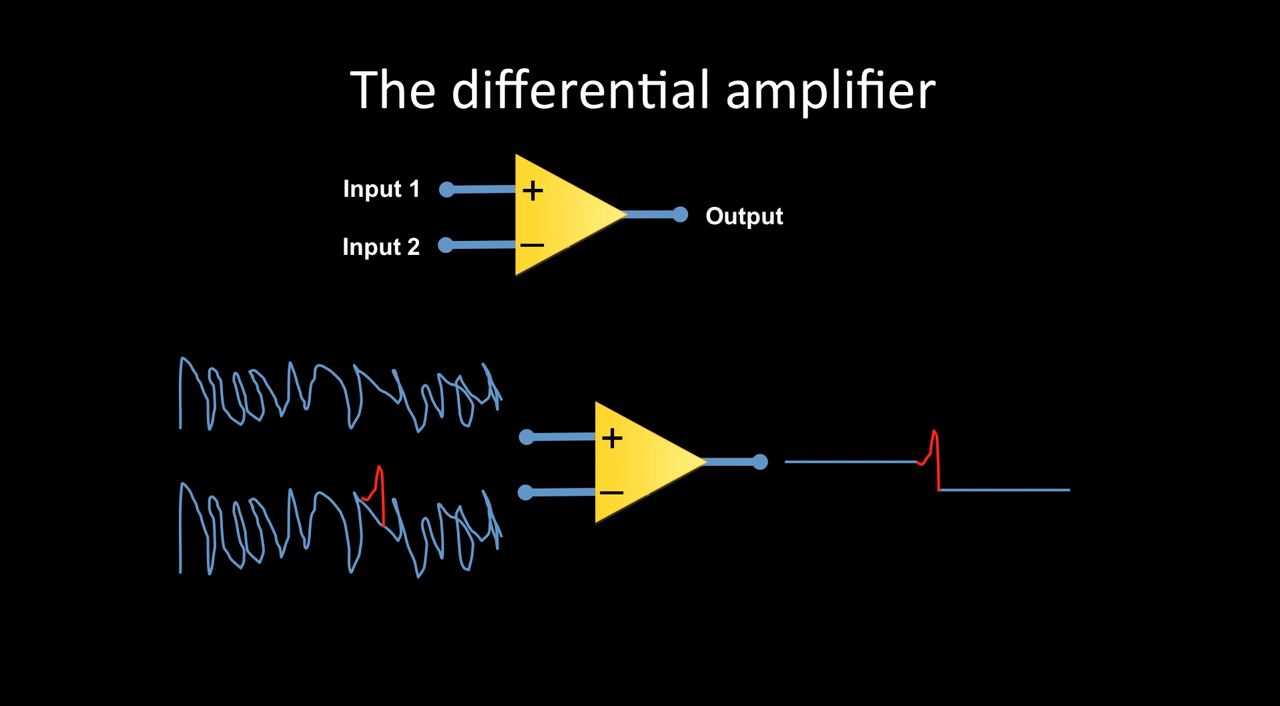 The differential amplifier
Input 1
+
Output
Input 2
−
+
−